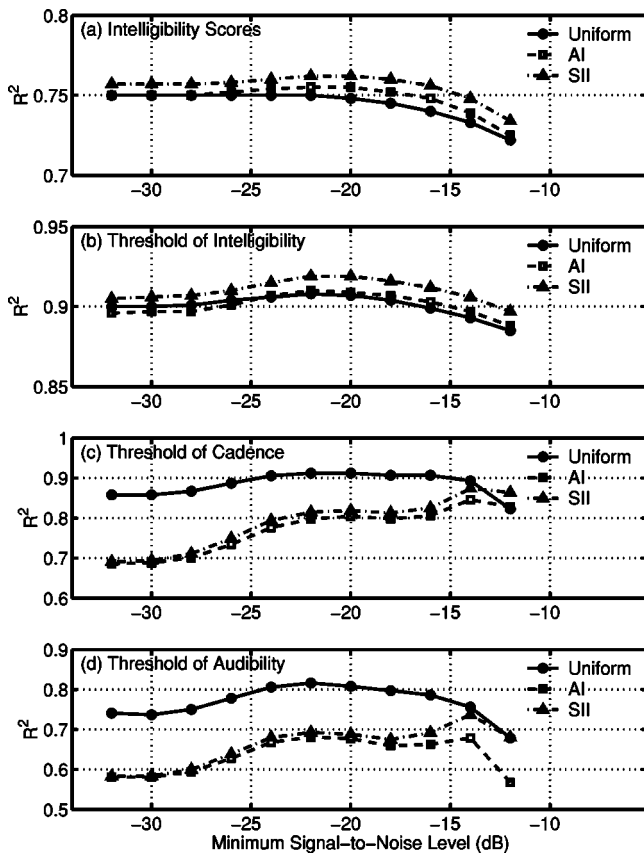 (a) Intelligibility Scores
Uniform
AI
SII
R²
0.8
0.75
0.7
−30 −25 −20 −15 −10
(b) Threshold of Intelligibility
Uniform
AI
SII
R²
0.95
0.9
0.85
−30 −25 −20 −15 −10
(c) Threshold of Cadence
Uniform
AI
SII
R²
1
0.9
0.8
0.7
0.6
−30 −25 −20 −15 −10
(d) Threshold of Audibility
Uniform
AI
SII
R²
0.9
0.8
0.7
0.6
0.5
−30 −25 −20 −15 −10
Minimum Signal−to−Noise Level (dB)